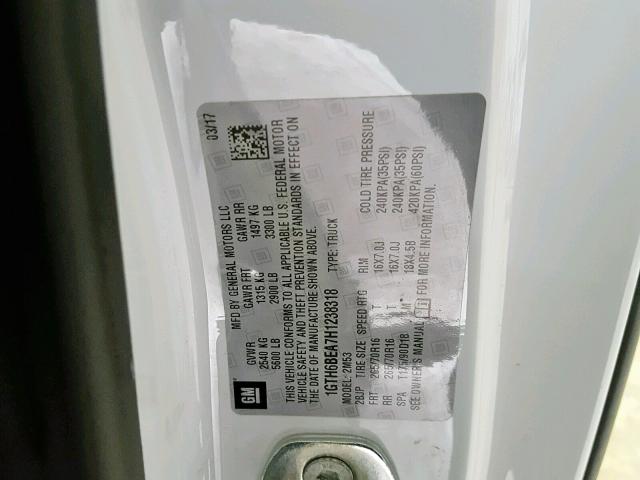 GM
MFD BY GENERAL MOTORS LLC
03/17
GVWR GAWR FRT GAWR RR
2540 KG 1315 KG 1497 KG
5600 LB 2900 LB 3300 LB
THIS VEHICLE CONFORMS TO ALL APPLICABLE U.S. FEDERAL MOTOR
VEHICLE SAFETY AND THEFT PREVENTION STANDARDS IN EFFECT ON
THE DATE OF MANUFACTURE SHOWN ABOVE.
1GTH6BEA7H1238318 TYPE: TRUCK
MODEL: 2M53
2BJP TIRE SIZE SPEED RTG RIM COLD TIRE PRESSURE
FRT 265/70R16 T 16X7.0J 240KPA(35PSI)
RR 265/70R16 T 16X7.0J 240KPA(35PSI)
SPA T175/90D18 M 18X4.5B 420KPA(60PSI)
SEE OWNER'S MANUAL FOR MORE INFORMATION.